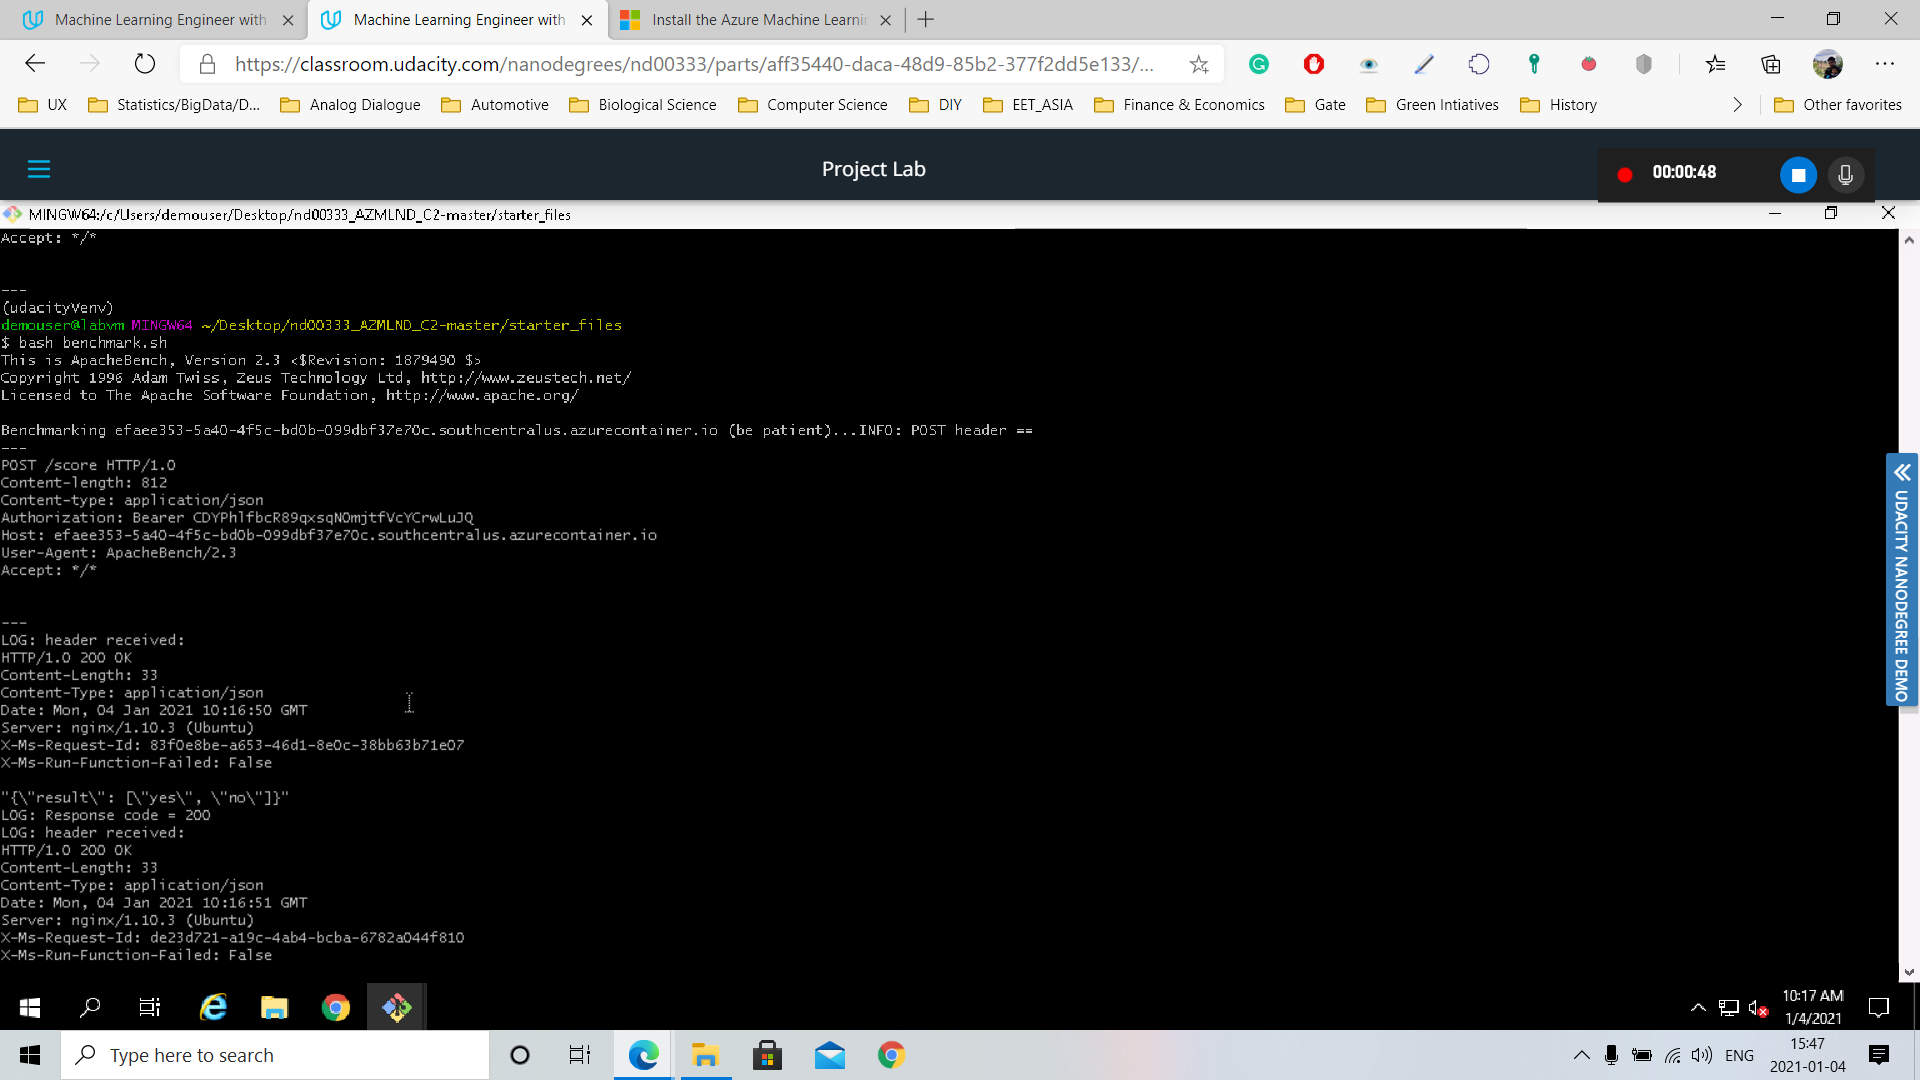 Machine Learning Engineer with
Machine Learning Engineer with
Install the Azure Machine Learnin
https://classroom.udacity.com/nanodegrees/nd00333/parts/aff35440-daca-48d9-85b2-377f2dd5e133/...
UX
Statistics/BigData/D...
Analog Dialogue
Automotive
Biological Science
Computer Science
DIY
EET_ASIA
Finance & Economics
Gate
Green Intiatives
History
Other favorites
Project Lab
00:00:48
MINGW64:/c/Users/demouser/Desktop/nd00333_AZMLND_C2-master/starter_files
Accept: */*
---
(udacityVenv)
demouser@labvm MINGW64 ~/Desktop/nd00333_AZMLND_C2-master/starter_files
$ bash benchmark.sh
This is ApacheBench, Version 2.3 <$Revision: 1879490 $>
Copyright 1996 Adam Twiss, Zeus Technology Ltd, http://www.zeustech.net/
Licensed to The Apache Software Foundation, http://www.apache.org/
Benchmarking efaee353-5a40-4f5c-bd0b-099dbf37e70c.southcentralus.azurecontainer.io (be patient)...INFO: POST header ==
---
POST /score HTTP/1.0
Content-length: 812
Content-type: application/json
Authorization: Bearer CDYPhlfbcR89qxsqN0mjtfVcYCrwLuJQ
Host: efaee353-5a40-4f5c-bd0b-099dbf37e70c.southcentralus.azurecontainer.io
User-Agent: ApacheBench/2.3
Accept: */*
---
LOG: header received:
HTTP/1.0 200 OK
Content-Length: 33
Content-Type: application/json
Date: Mon, 04 Jan 2021 10:16:50 GMT
Server: nginx/1.10.3 (Ubuntu)
X-Ms-Request-Id: 83f0e8be-a653-46d1-8e0c-38bb63b71e07
X-Ms-Run-Function-Failed: False
"{\"result\": [\"yes\", \"no\"]}"
LOG: Response code = 200
LOG: header received:
HTTP/1.0 200 OK
Content-Length: 33
Content-Type: application/json
Date: Mon, 04 Jan 2021 10:16:51 GMT
Server: nginx/1.10.3 (Ubuntu)
X-Ms-Request-Id: de23d721-a19c-4ab4-bcba-6782a044f810
X-Ms-Run-Function-Failed: False
UDACITY NANODEGREE DEMO
10:17 AM
1/4/2021
Type here to search
ENG
15:47
2021-01-04